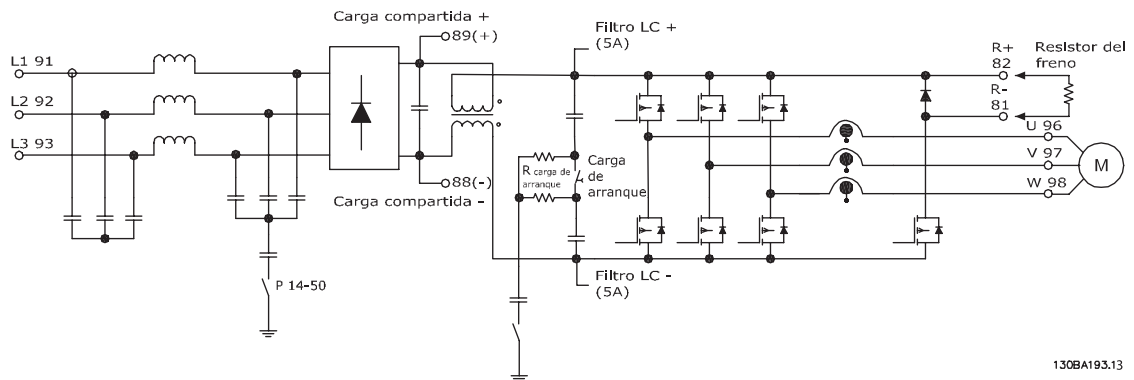 Carga compartida +
89(+)
Filtro LC +
(5A)
L1 91
L2 92
L3 93
R+
82
R-
81
Resistor del
freno
U 96
V 97
W 98
M
R carga de
arranque
Carga
de
arranque
88(-)
Carga compartida -
P 14-50
Filtro LC -
(5A)
130BA193.13